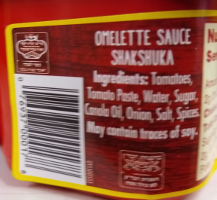 OMELETTE SAUCE
SHAKSHUKA
Ingredients: Tomatoes,
Tomato Paste, Water, Sugar,
Canola Oil, Onion, Salt, Spices.
May contain traces of soy.